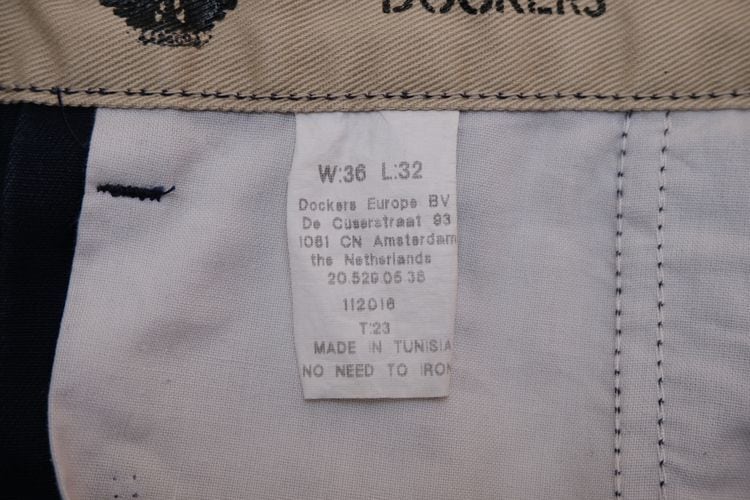 DOCKERS
W:36 L:32
Dockers Europe BV
De Cuserstraat 93
1081 CN Amsterdam
the Netherlands
20.529.05.36
112016
T:23
MADE IN TUNISIA
NO NEED TO IRON